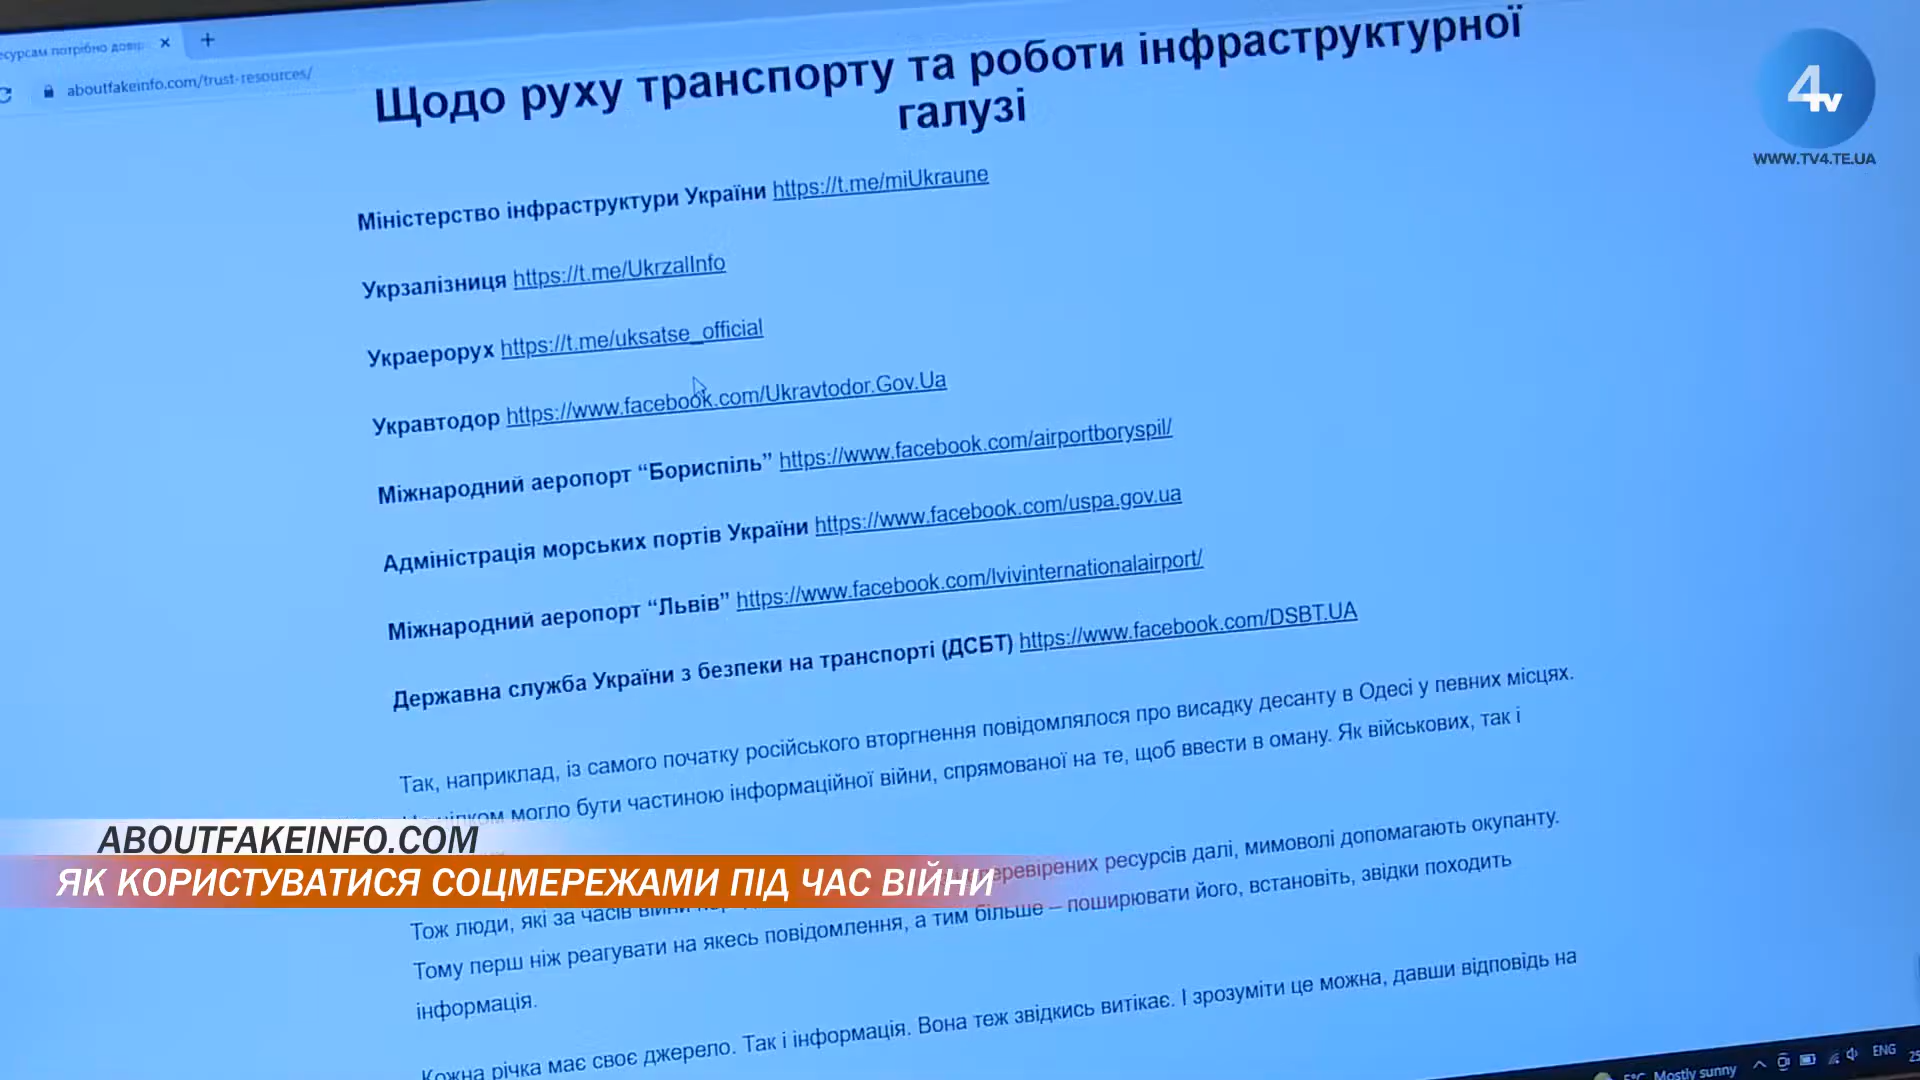 есурсам потрібно довір
aboutfakeinfo.com/trust-resources/
Щодо руху транспорту та роботи інфраструктурної
галузі
4tv
WWW.TV4.TE.UA
Міністерство інфраструктури України https://t.me/miUkraune
Укрзалізниця https://t.me/UkrzalInfo
Украерорух https://t.me/uksatse_official
Укравтодор https://www.facebook.com/Ukravtodor.Gov.Ua
Міжнародний аеропорт “Бориспіль” https://www.facebook.com/airportboryspil/
Адміністрація морських портів України https://www.facebook.com/uspa.gov.ua
Міжнародний аеропорт “Львів” https://www.facebook.com/lvivinternationalairport/
Державна служба України з безпеки на транспорті (ДСБТ) https://www.facebook.com/DSBT.UA
Так, наприклад, із самого початку російського вторгнення повідомлялося про висадку десанту в Одесі у певних місцях.
могло бути частиною інформаційної війни, спрямованої на те, щоб ввести в оману. Як військових, так і
ABOUTFAKEINFO.COM
ЯК КОРИСТУВАТИСЯ СОЦМЕРЕЖАМИ ПІД ЧАС ВІЙНИ
Тож люди, які за часів війни ресурсів далі, мимоволі допомагають окупанту.
Тому перш ніж реагувати на якесь повідомлення, а тим більше – поширювати його, встановіть, звідки походить
інформація.
Кожна річка має своє джерело. Так і інформація. Вона теж звідкись витікає. І зрозуміти це можна, давши відповідь на
5°C Mostly sunny ENG 25